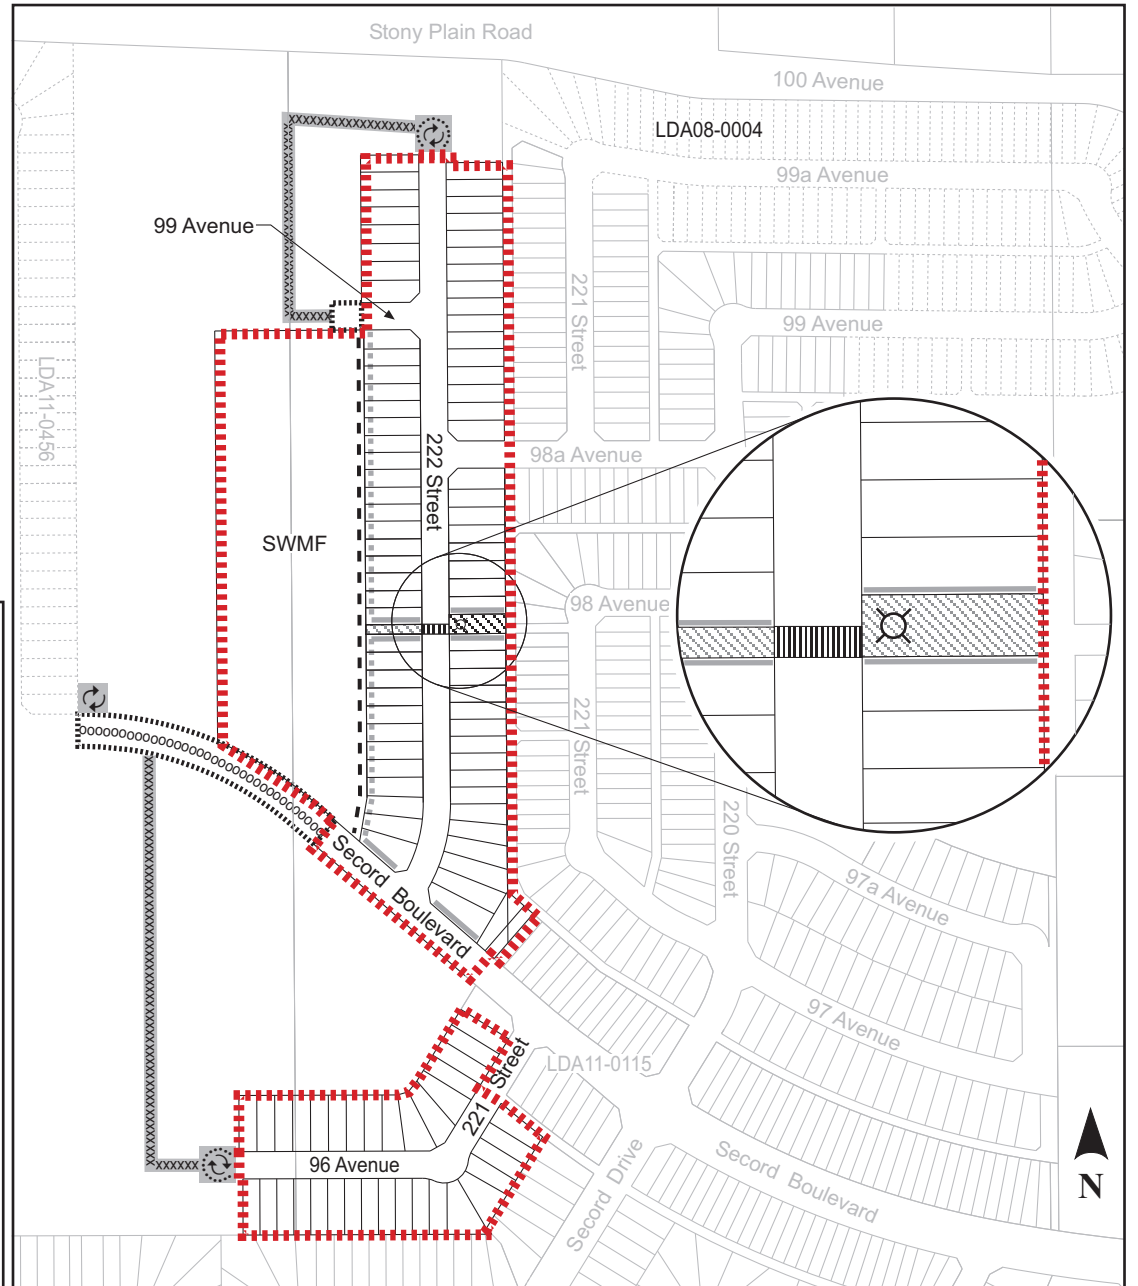 Stony Plain Road
100 Avenue
LDA08-0004
99a Avenue
99 Avenue
221 Street
99 Avenue
LDA11-0456
222 Street
98a Avenue
SWMF
98 Avenue
221 Street
220 Street
97a Avenue
Secord Boulevard
97 Avenue
LDA11-0115
221 Street
96 Avenue
Secord Drive
Secord Boulevard
N